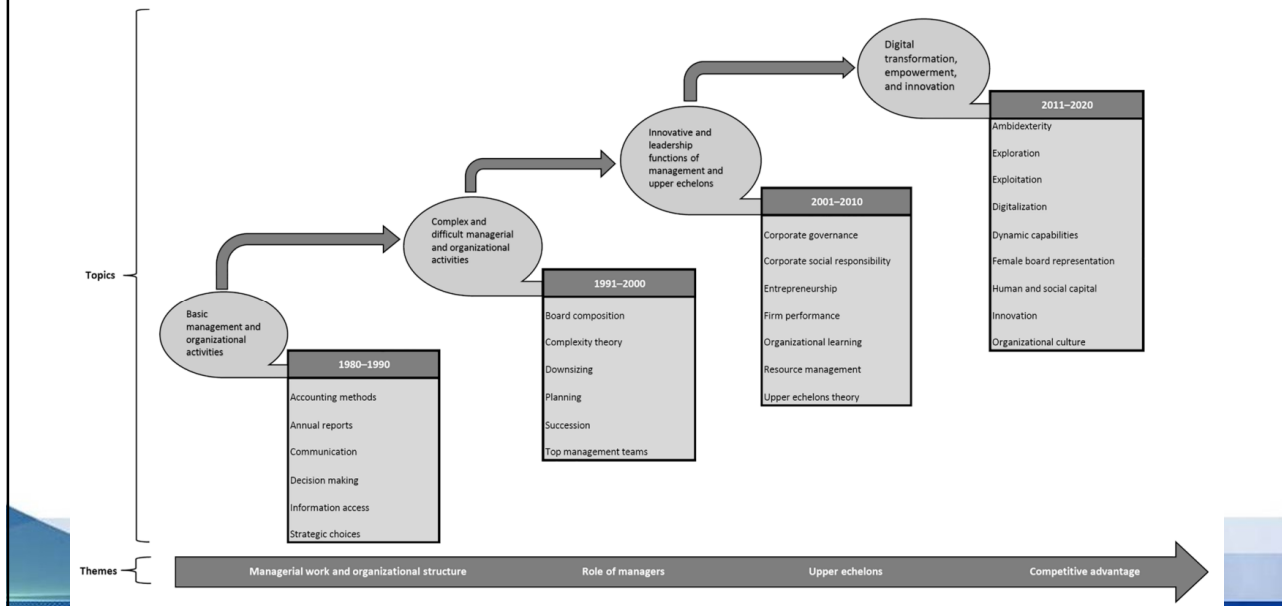 Topics
Basic
management and
organizational
activities
1980–1990
Accounting methods
Annual reports
Communication
Decision making
Information access
Strategic choices
Complex and
difficult managerial
and organizational
activities
1991–2000
Board composition
Complexity theory
Downsizing
Planning
Succession
Top management teams
Innovative and
leadership
functions of
management and
upper echelons
2001–2010
Corporate governance
Corporate social responsibility
Entrepreneurship
Firm performance
Organizational learning
Resource management
Upper echelons theory
Digital
transformation,
empowerment,
and innovation
2011–2020
Ambidexterity
Exploration
Exploitation
Digitalization
Dynamic capabilities
Female board representation
Human and social capital
Innovation
Organizational culture
Themes
Managerial work and organizational structure
Role of managers
Upper echelons
Competitive advantage